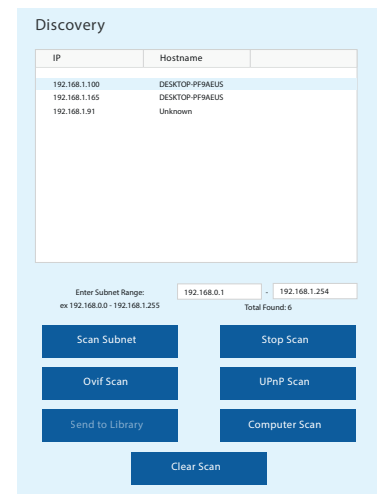 Discovery
IP Hostname
192.168.1.100 DESKTOP-PF9AEUS
192.168.1.165 DESKTOP-PF9AEUS
192.168.1.91 Unknown
Enter Subnet Range: 192.168.0.1 - 192.168.1.254
ex 192.168.0.0 - 192.168.1.255 Total Found: 6
Scan Subnet Stop Scan
Ovif Scan UPnP Scan
Send to Library Computer Scan
Clear Scan